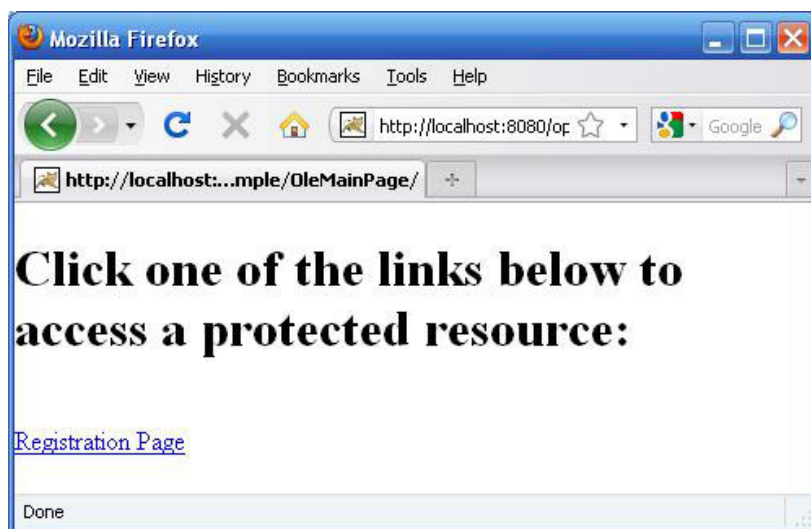 Mozilla Firefox
File Edit View History Bookmarks Tools Help
http://localhost:8080/op Google
http://localhost:...mple/OleMainPage/
Click one of the links below to
access a protected resource:
Registration Page
Done